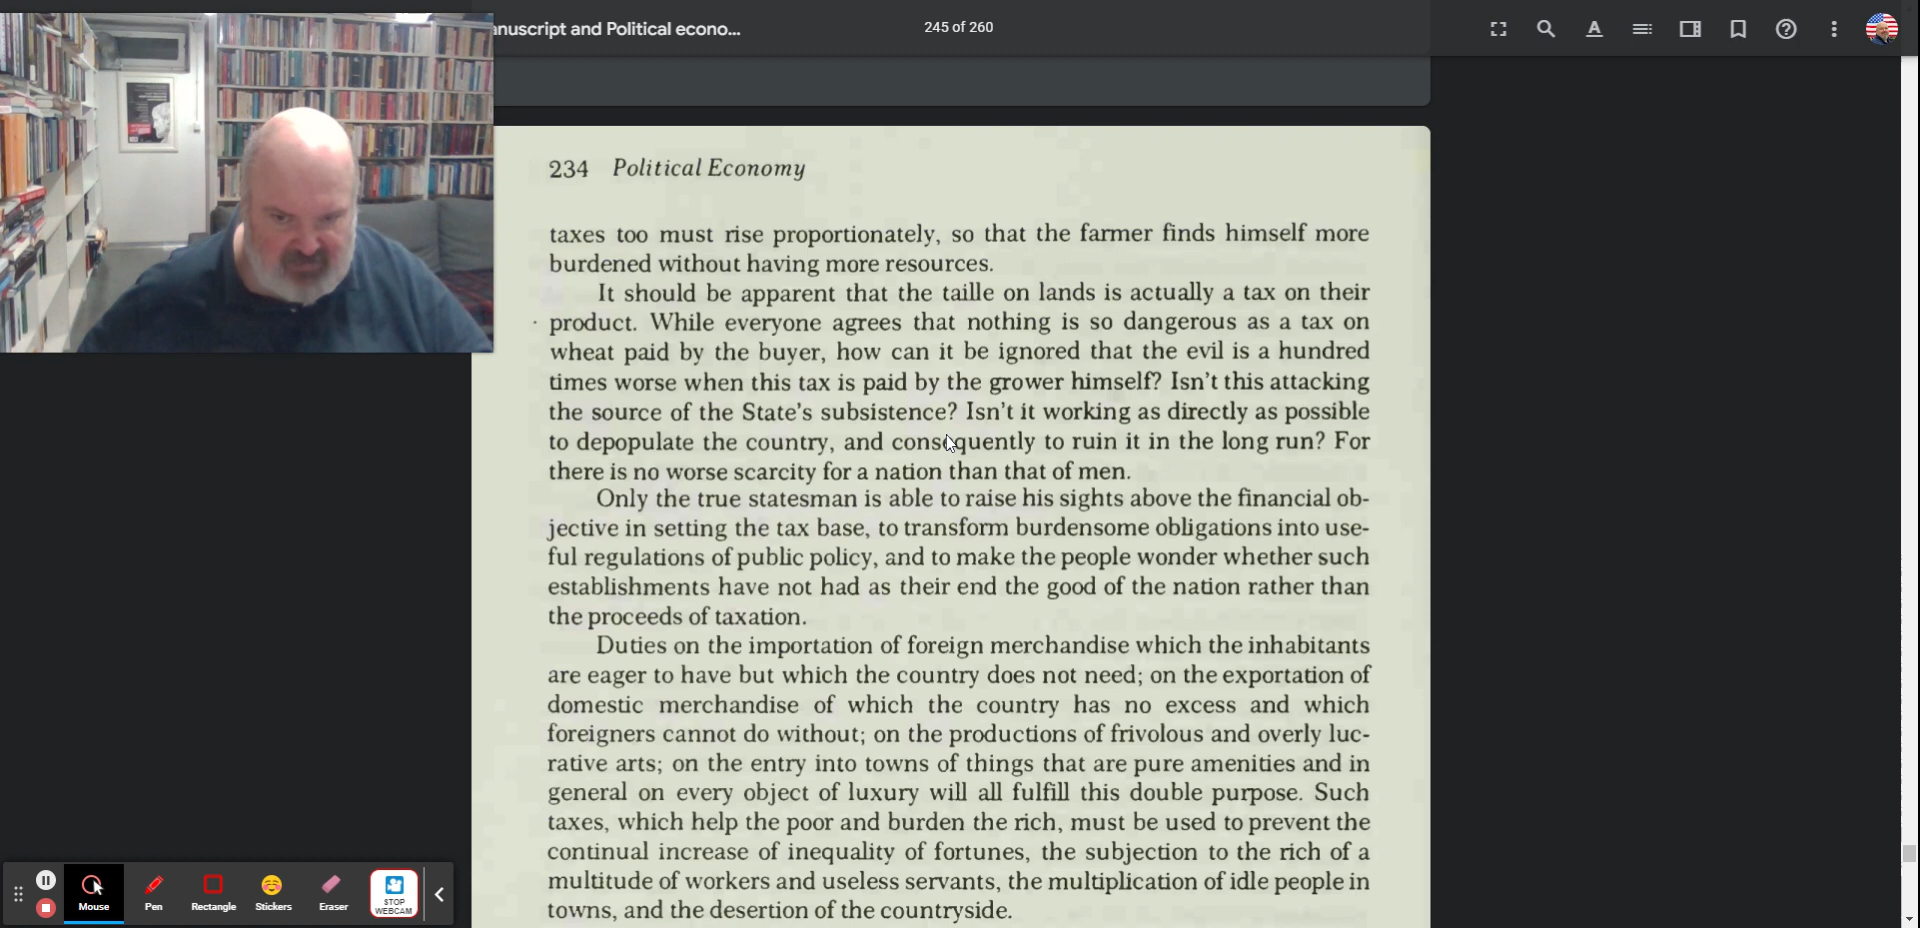 anuscript and Political econo...
245 of 260
234 Political Economy
taxes too must rise proportionately, so that the farmer finds himself more
burdened without having more resources.
It should be apparent that the taille on lands is actually a tax on their
product. While everyone agrees that nothing is so dangerous as a tax on
wheat paid by the buyer, how can it be ignored that the evil is a hundred
times worse when this tax is paid by the grower himself? Isn't this attacking
the source of the State's subsistence? Isn't it working as directly as possible
to depopulate the country, and consequently to ruin it in the long run? For
there is no worse scarcity for a nation than that of men.
Only the true statesman is able to raise his sights above the financial ob-
jective in setting the tax base, to transform burdensome obligations into use-
ful regulations of public policy, and to make the people wonder whether such
establishments have not had as their end the good of the nation rather than
the proceeds of taxation.
Duties on the importation of foreign merchandise which the inhabitants
are eager to have but which the country does not need; on the exportation of
domestic merchandise of which the country has no excess and which
foreigners cannot do without; on the productions of frivolous and overly luc-
rative arts; on the entry into towns of things that are pure amenities and in
general on every object of luxury will all fulfill this double purpose. Such
taxes, which help the poor and burden the rich, must be used to prevent the
continual increase of inequality of fortunes, the subjection to the rich of a
multitude of workers and useless servants, the multiplication of idle people in
towns, and the desertion of the countryside.
Mouse
Pen
Rectangle
Stickers
Eraser
STOP
WEBCAM